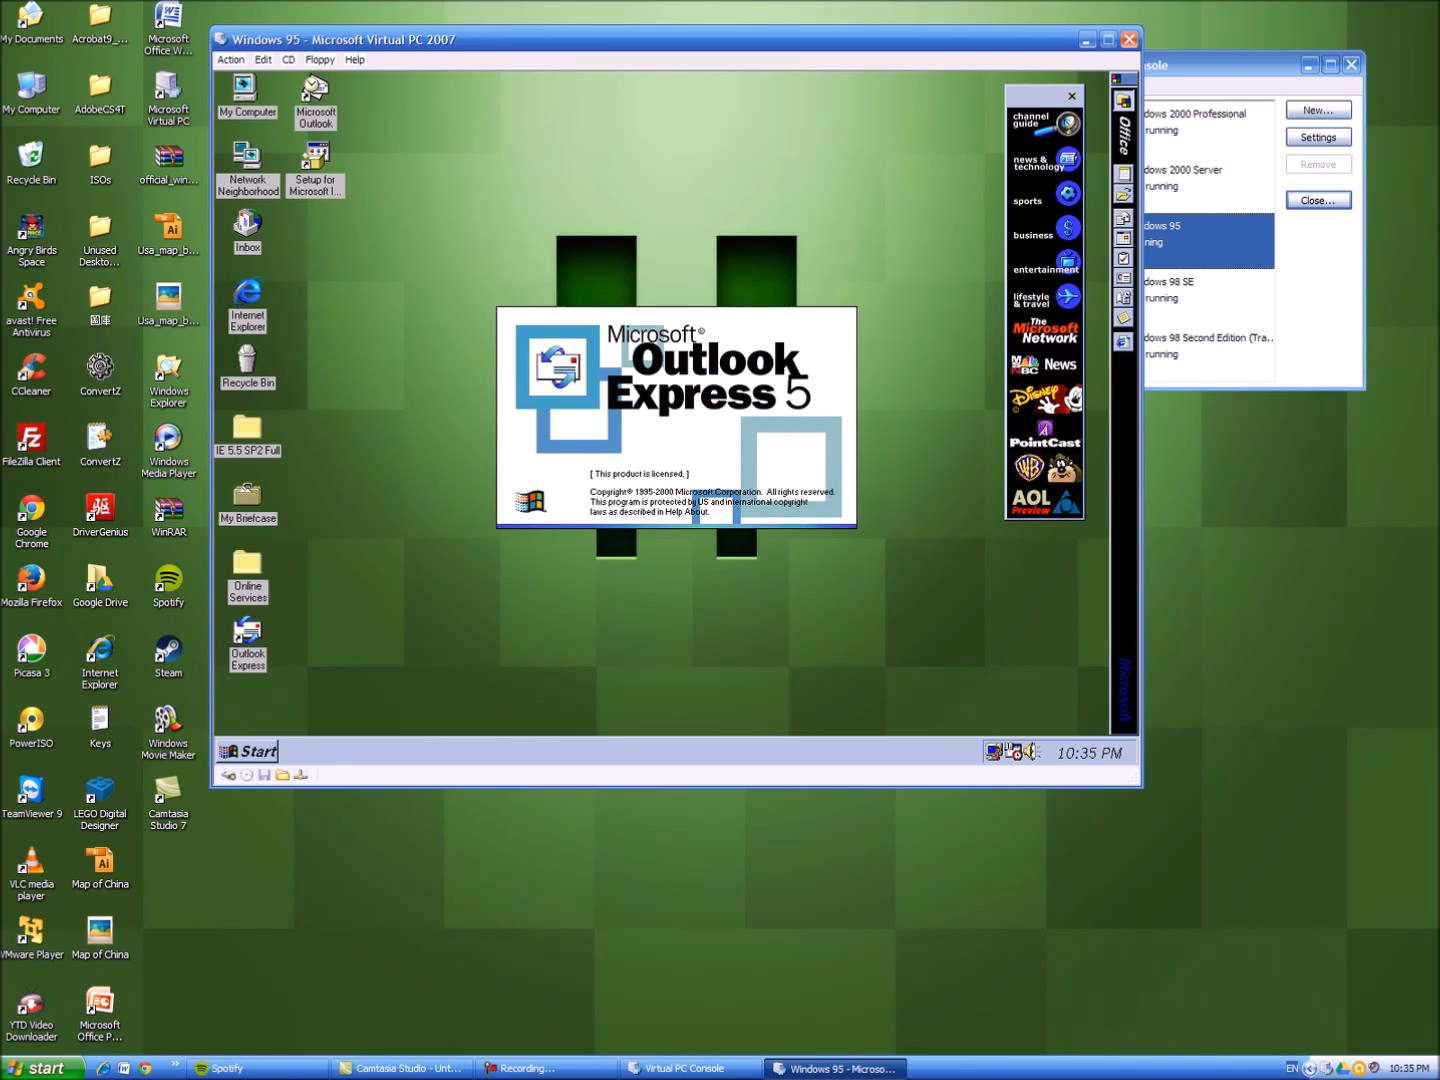 My Documents
Acrobat9_...
Microsoft
Office W...
My Computer
AdobeCS4T
Microsoft
Virtual PC
Recycle Bin
ISOs
official_win...
Angry Birds
Space
Unused
Deskto...
Usa_map_b...
avast! Free
Antivirus
圖庫
Usa_map_b...
CCleaner
ConvertZ
Windows
Explorer
FileZilla Client
ConvertZ
Windows
Media Player
Google
Chrome
DriverGenius
WinRAR
Mozilla Firefox
Google Drive
Spotify
Picasa 3
Internet
Explorer
Steam
PowerISO
Keys
Windows
Movie Maker
TeamViewer 9
LEGO Digital
Designer
Camtasia
Studio 7
VLC media
player
Map of China
VMware Player
Map of China
YTD Video
Downloader
Microsoft
Office P...
Windows 95 - Microsoft Virtual PC 2007
Action Edit CD Floppy Help
My Computer
Microsoft
Outlook
Network
Neighborhood
Setup for
Microsoft I...
Inbox
Internet
Explorer
Recycle Bin
IE 5.5 SP2 Full
My Briefcase
Online
Services
Outlook
Express
Microsoft®
Outlook
Express 5
[ This product is licensed. ]
Copyright© 1995-2000 Microsoft Corporation. All rights reserved.
This program is protected by US and international copyright
laws as described in Help About.
channel
guide
news &
technology
sports
business
entertainment
lifestyle
& travel
The
Microsoft
Network
MSNBC News
Disney
PointCast
WB
AOL
Preview
Office
Microsoft
Start
10:35 PM
sole
dows 2000 Professional
running
dows 2000 Server
running
dows 95
ning
dows 98 SE
running
dows 98 Second Edition (Tra..
running
New...
Settings
Remove
Close...
start
Spotify
Camtasia Studio - Unt...
Recording...
Virtual PC Console
Windows 95 - Microso...
EN
10:35 PM